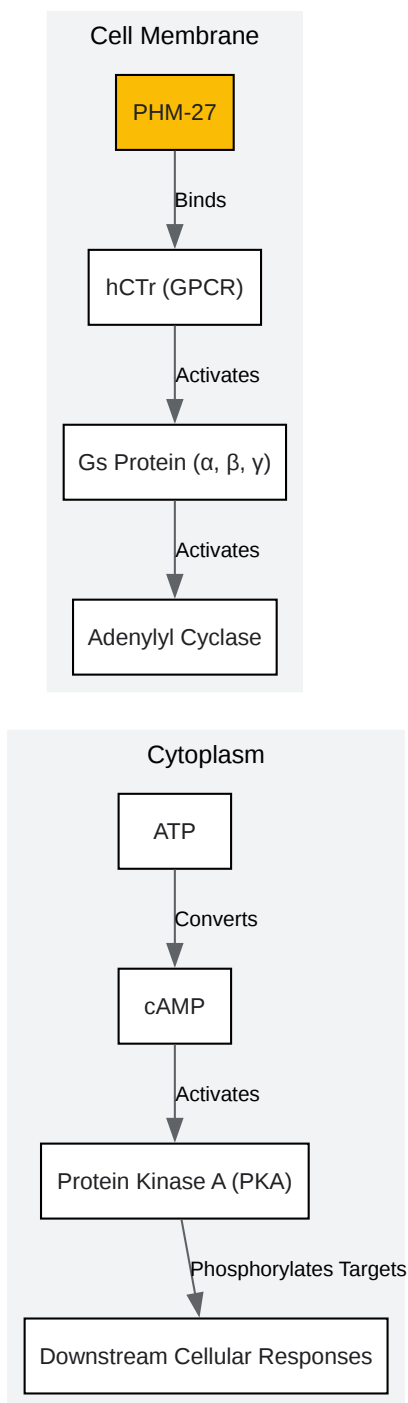 Cell Membrane
PHM-27
Binds
hCTr (GPCR)
Activates
Gs Protein (α, β, γ)
Activates
Adenylyl Cyclase
Cytoplasm
ATP
Converts
cAMP
Activates
Protein Kinase A (PKA)
Phosphorylates Targets
Downstream Cellular Responses